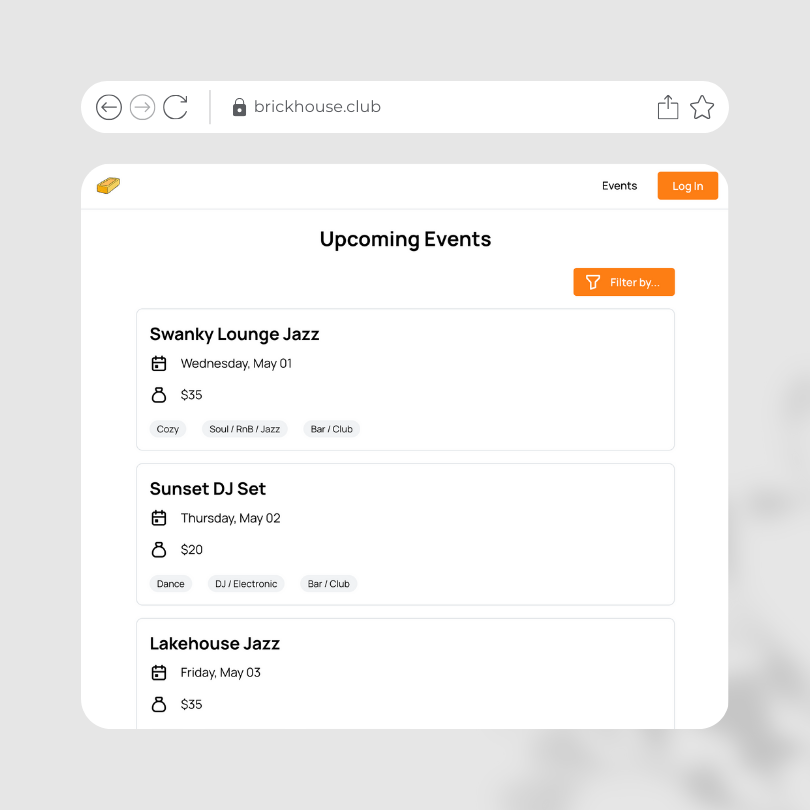 brickhouse.club
Events
Log In
Upcoming Events
Filter by...
Swanky Lounge Jazz
Wednesday, May 01
$35
Cozy
Soul / RnB / Jazz
Bar / Club
Sunset DJ Set
Thursday, May 02
$20
Dance
DJ / Electronic
Bar / Club
Lakehouse Jazz
Friday, May 03
$35